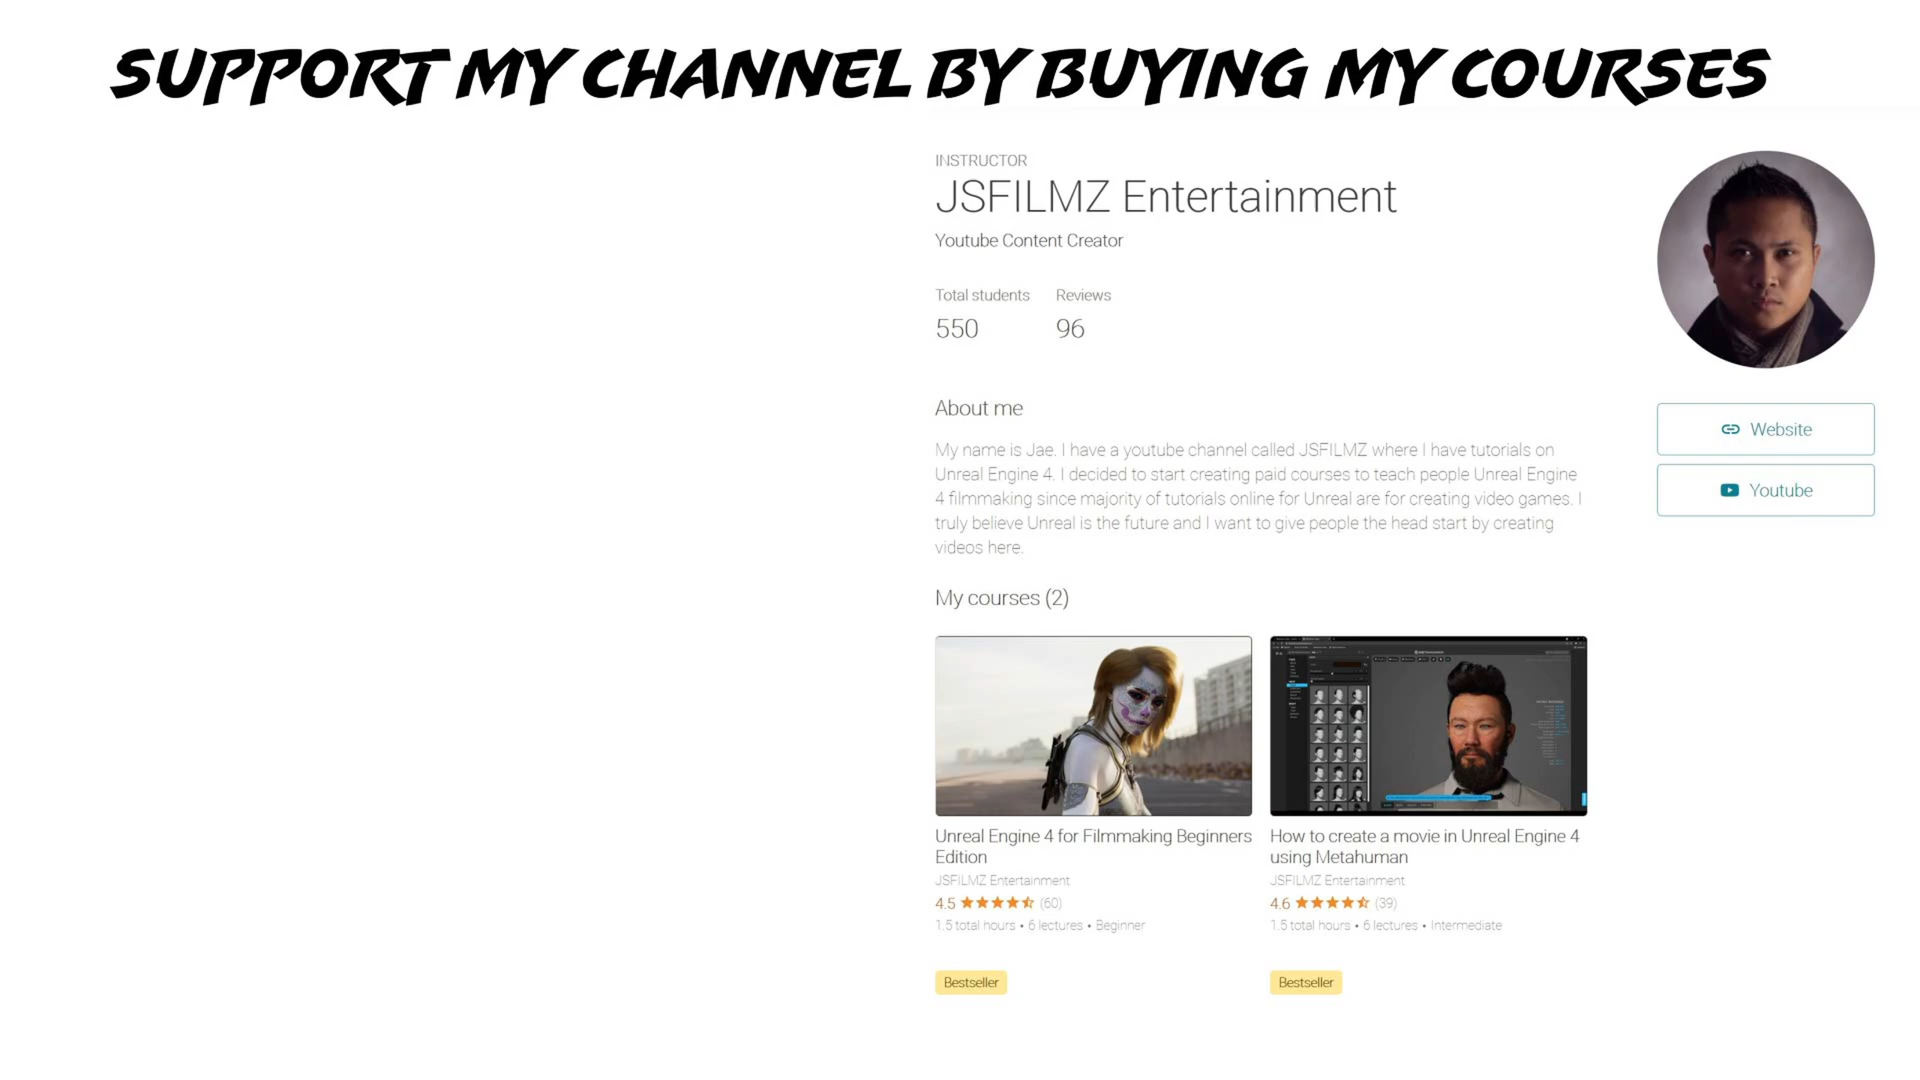 SUPPORT MY CHANNEL BY BUYING MY COURSES
INSTRUCTOR
JSFILMZ Entertainment
Youtube Content Creator
Total students Reviews
550 96
About me
My name is Jae. I have a youtube channel called JSFILMZ where I have tutorials on
Unreal Engine 4. I decided to start creating paid courses to teach people Unreal Engine
4 filmmaking since majority of tutorials online for Unreal are for creating video games. I
truly believe Unreal is the future and I want to give people the head start by creating
videos here.
Website
Youtube
My courses (2)
Unreal Engine 4 for Filmmaking Beginners
Edition
JSFILMZ Entertainment
4.5 (60)
1.5 total hours • 6 lectures • Beginner
Bestseller
How to create a movie in Unreal Engine 4
using Metahuman
JSFILMZ Entertainment
4.6 (39)
1.5 total hours • 6 lectures • Intermediate
Bestseller